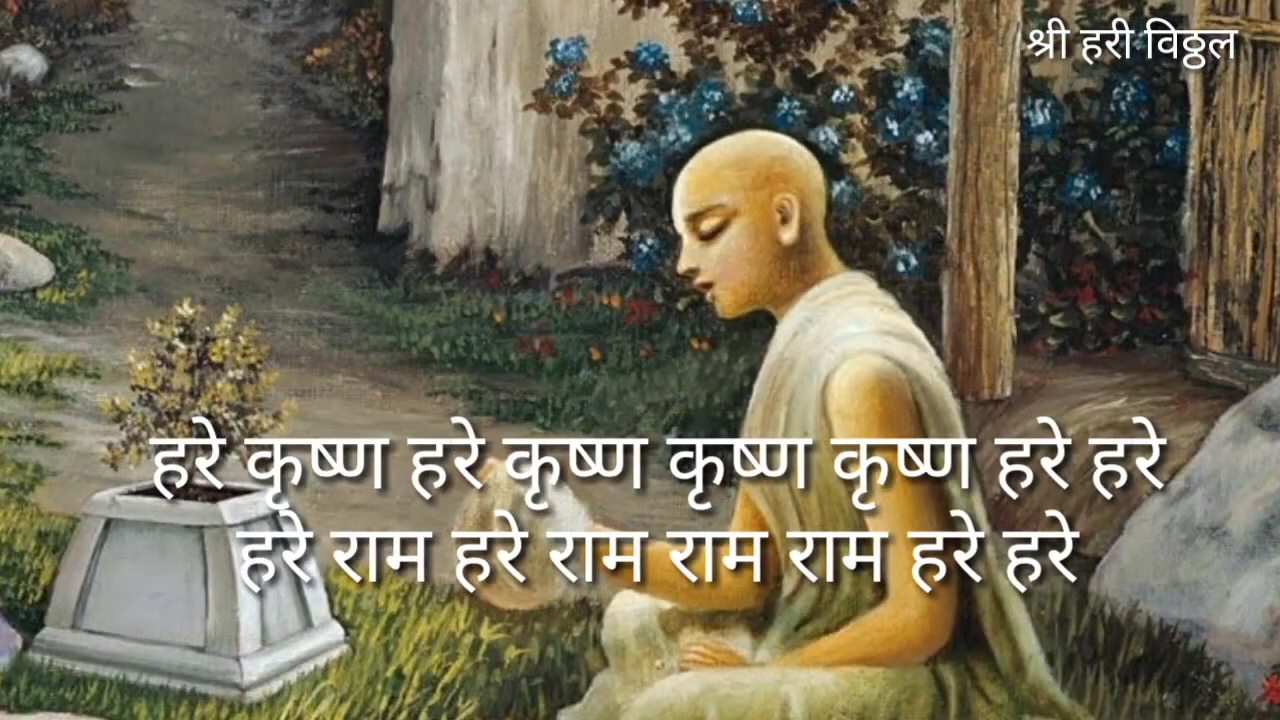 श्री हरी विठ्ठल
हरे कृष्ण हरे कृष्ण कृष्ण कृष्ण हरे हरे
हरे राम हरे राम राम राम हरे हरे